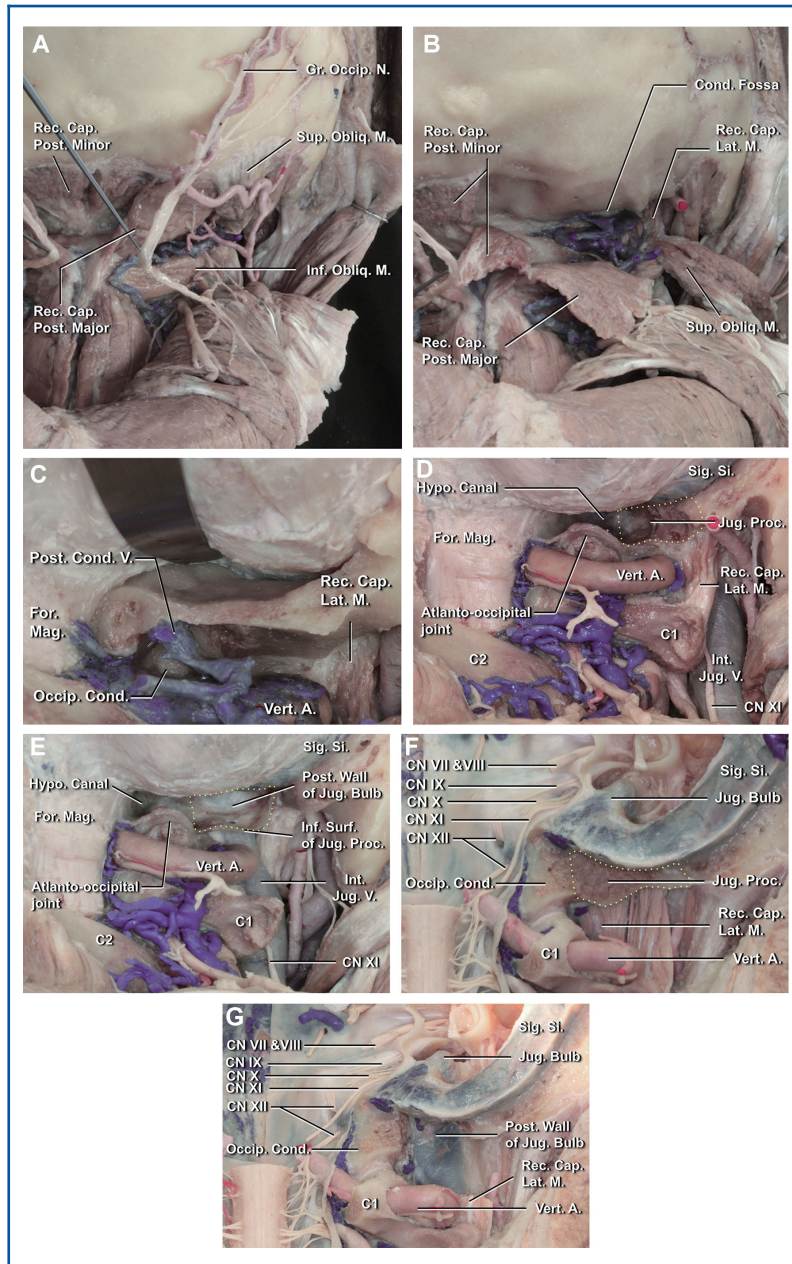 A
Gr. Occip. N.
Rec. Cap.
Post. Minor
Sup. Obliq. M.
Inf. Obliq. M.
Rec. Cap.
Post. Major
B
Cond. Fossa
Rec. Cap.
Post. Minor
Rec. Cap.
Lat. M.
Sup. Obliq. M.
Rec. Cap.
Post. Major
C
Post. Cond. V.
Rec. Cap.
Lat. M.
For.
Mag.
Occip. Cond.
Vert. A.
D
Sig. Si.
Hypo. Canal
Jug. Proc.
For. Mag.
Vert. A.
Rec. Cap.
Lat. M.
Atlanto-occipital
joint
C1
C2
Int.
Jug. V.
CN XI
E
Sig. Si.
Hypo. Canal
Post. Wall
of Jug. Bulb
For. Mag.
Inf. Surf.
of Jug. Proc.
Vert. A.
Int.
Jug. V.
Atlanto-occipital
joint
C1
C2
CN XI
F
CN VII &VIII
CN IX
CN X
CN XI
CN XII
Sig. Si.
Jug. Bulb
Occip. Cond.
Jug. Proc.
Rec. Cap.
Lat. M.
C1
Vert. A.
G
Sig. Si.
CN VII &VIII
CN IX
CN X
CN XI
CN XII
Jug. Bulb
Post. Wall
of Jug. Bulb
Occip. Cond.
Rec. Cap.
Lat. M.
C1
Vert. A.